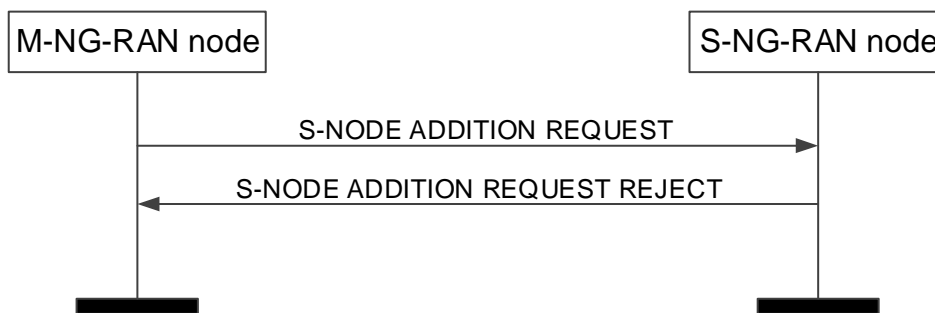 M-NG-RAN node
S-NG-RAN node
S-NODE ADDITION REQUEST
S-NODE ADDITION REQUEST REJECT